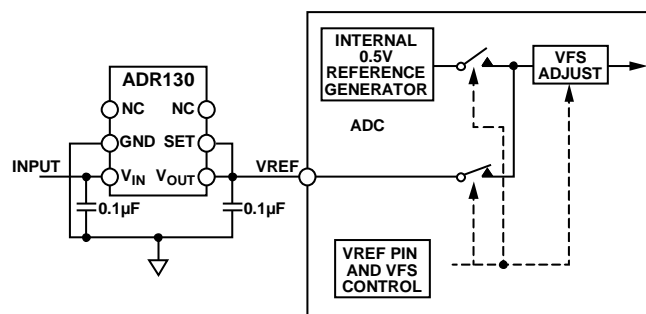 INTERNAL
0.5V
REFERENCE
GENERATOR
VFS
ADJUST
ADR130
NC NC
ADC
GND SET
INPUT
VIN VOUT
VREF
0.1µF 0.1µF
VREF PIN
AND VFS
CONTROL